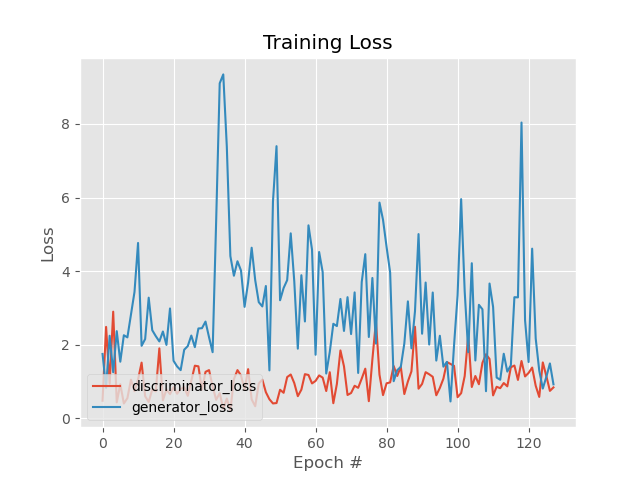 Training Loss
Loss
8
6
4
2
0
discriminator_loss
generator_loss
0 20 40 60 80 100 120
Epoch #